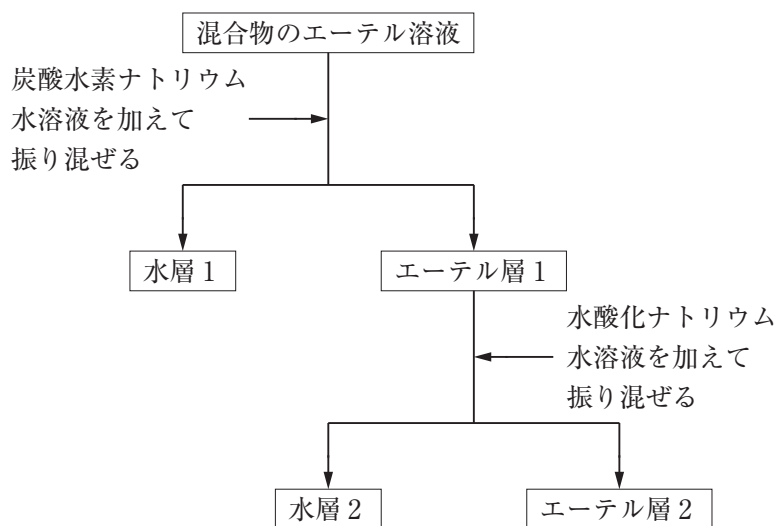 混合物のエーテル溶液
炭酸水素ナトリウム
水溶液を加えて
振り混ぜる
水層1
エーテル層1
水酸化ナトリウム
水溶液を加えて
振り混ぜる
水層2
エーテル層2